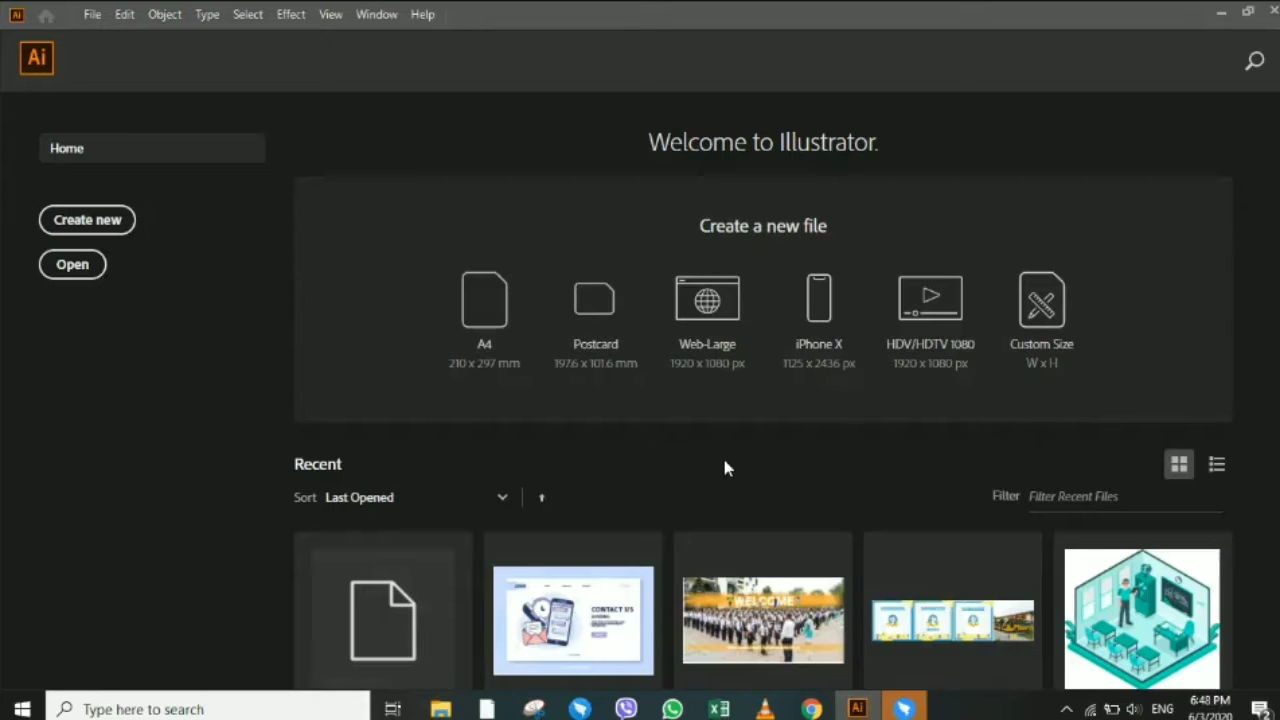 Ai File Edit Object Type Select Effect View Window Help
Ai
Home
Welcome to Illustrator.
Create new
Open
Create a new file
A4 Postcard Web-Large iPhone X HDV/HDTV 1080 Custom Size
210 x 297 mm 197.6 x 101.6 mm 1920 x 1080 px 1125 x 2436 px 1920 x 1080 px W x H
Recent
Sort Last Opened Filter Filter Recent Files
CONTACT US
WELCOME
Type here to search
Ai
ENG
6:48 PM
6/3/2020
2